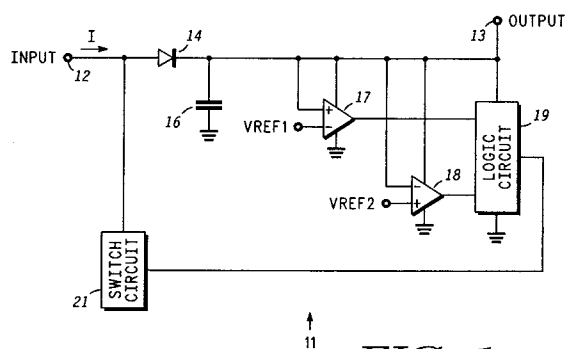 13 OUTPUT
I 14
INPUT
12
17
16
+
-
VREF1
19
LOGIC CIRCUIT
18
-
+
VREF2
SWITCH CIRCUIT
21
11